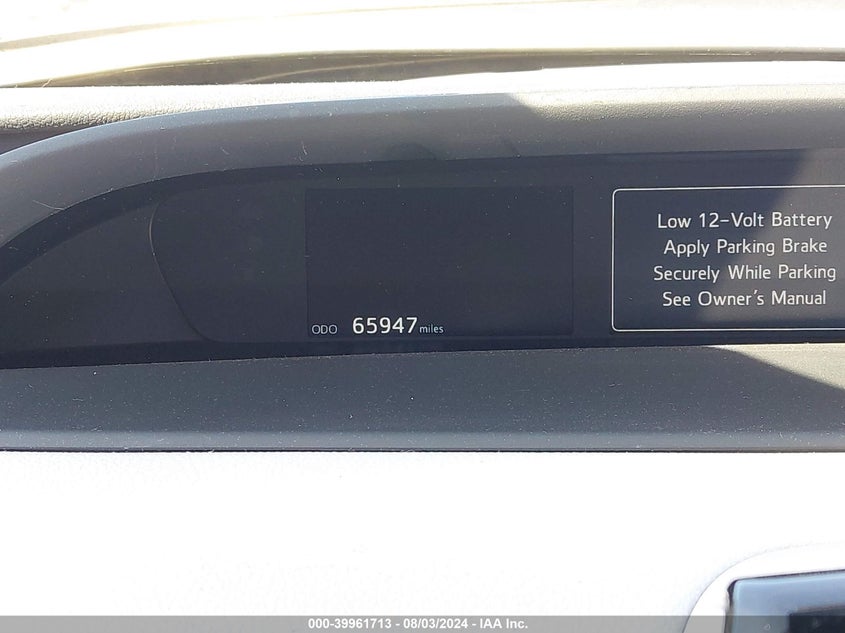 Low 12-Volt Battery
Apply Parking Brake
Securely While Parking
See Owner's Manual
ODO 65947 miles
000-39961713 - 08/03/2024 - IAA Inc.